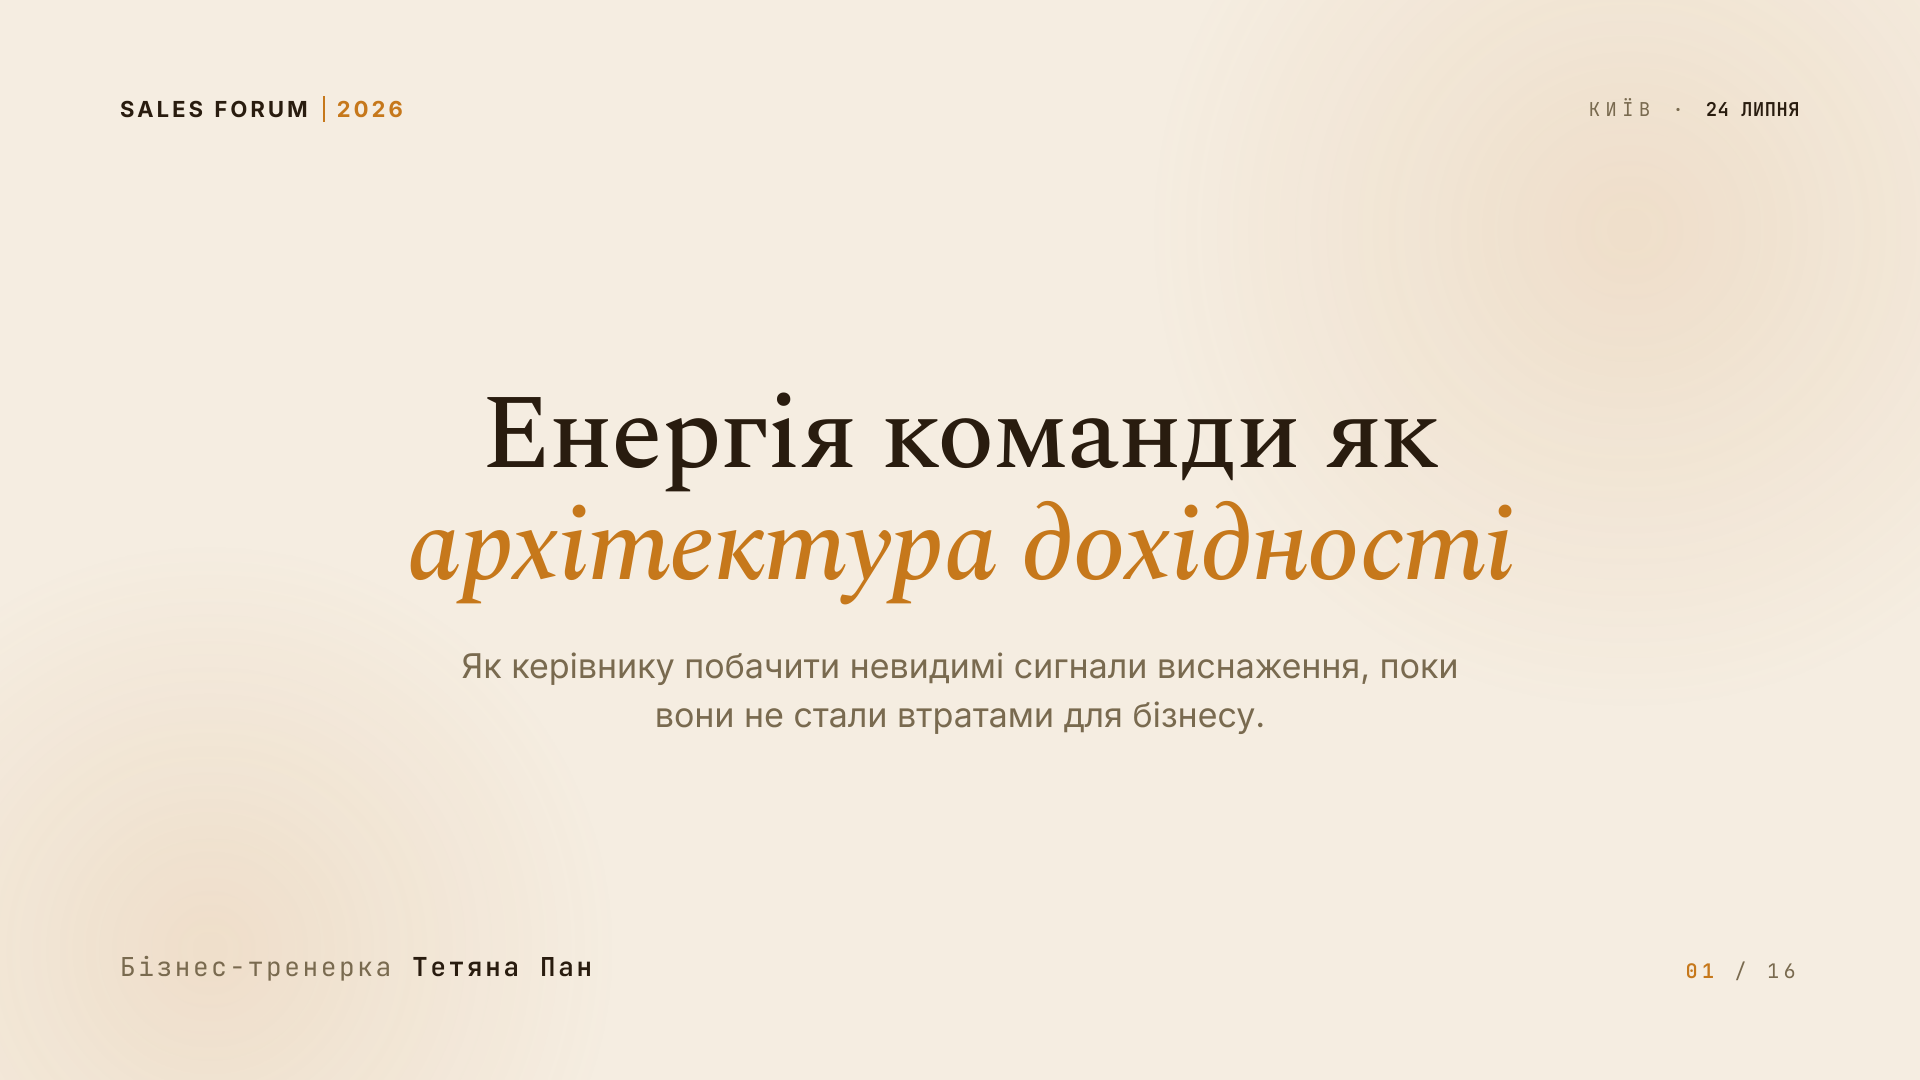 SALES FORUM | 2026
КИЇВ · 24 ЛИПНЯ
Енергія команди як
архітектура дохідності
Як керівнику побачити невидимі сигнали виснаження, поки
вони не стали втратами для бізнесу.
Бізнес-тренерка Тетяна Пан
01 / 16